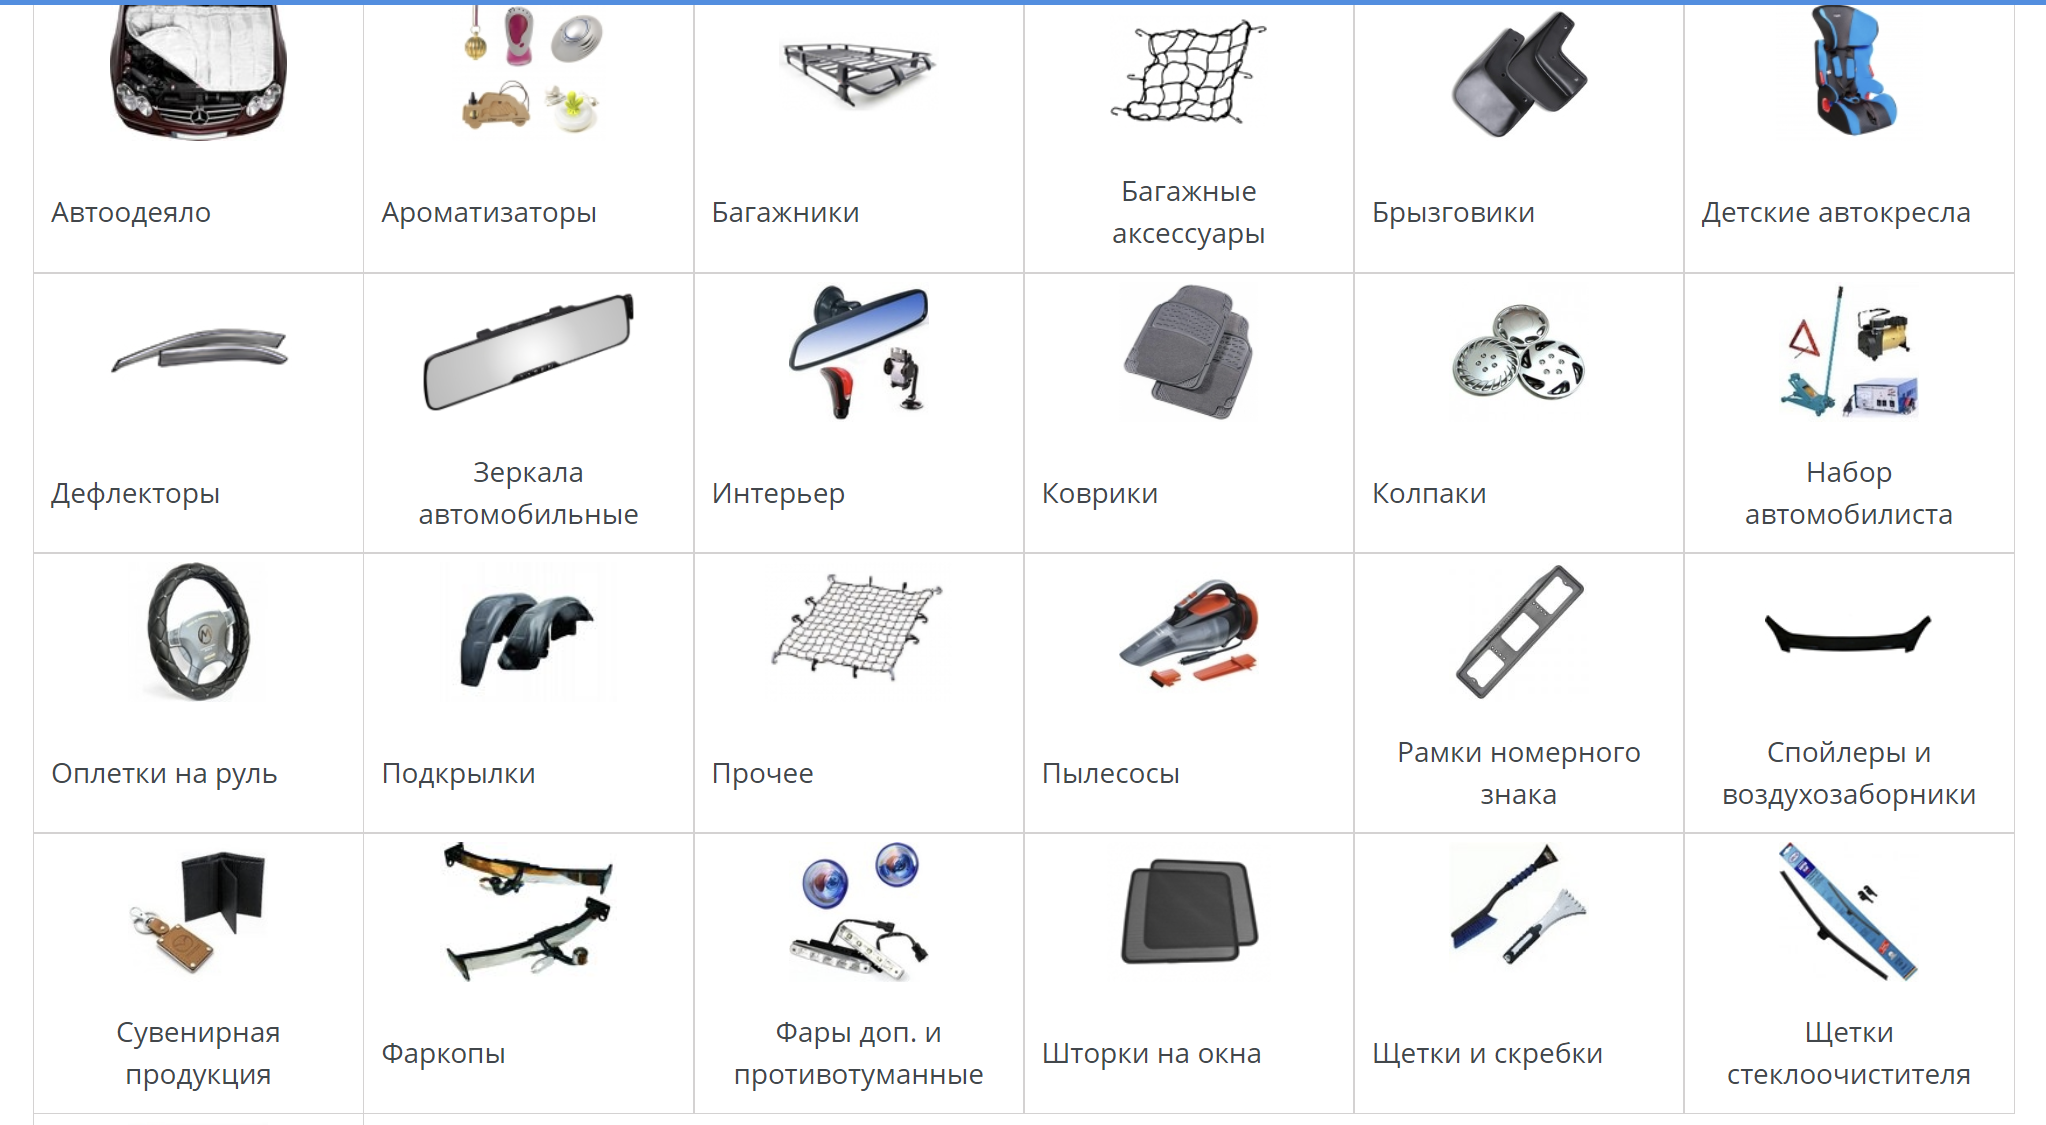 Автоодеяло
Ароматизаторы
Багажники
Багажные
аксессуары
Брызговики
Детские автокресла
Дефлекторы
Зеркала
автомобильные
Интерьер
Коврики
Колпаки
Набор
автомобилиста
Оплетки на руль
Подкрылки
Прочее
Пылесосы
Рамки номерного
знака
Спойлеры и
воздухозаборники
Сувенирная
продукция
Фаркопы
Фары доп. и
противотуманные
Шторки на окна
Щетки и скребки
Щетки
стеклоочистителя